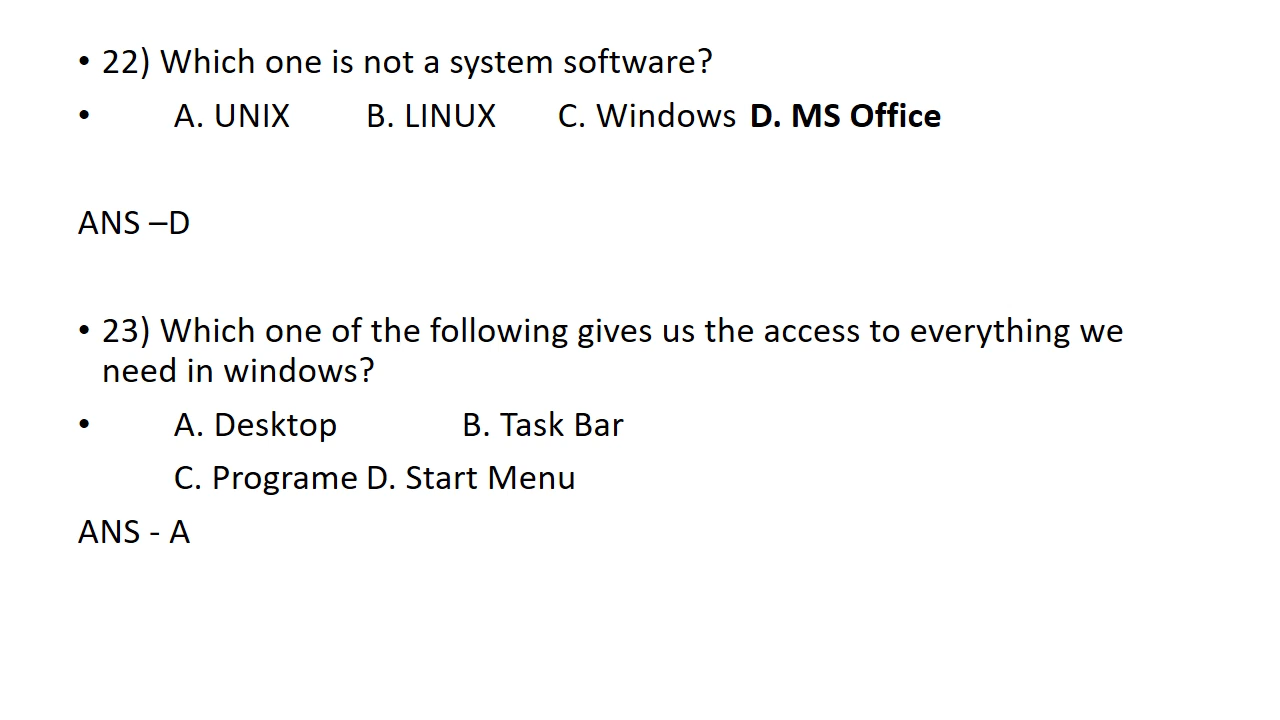 • 22) Which one is not a system software?
• A. UNIX B. LINUX C. Windows D. MS Office
ANS –D
• 23) Which one of the following gives us the access to everything we
need in windows?
• A. Desktop B. Task Bar
C. Programe D. Start Menu
ANS - A